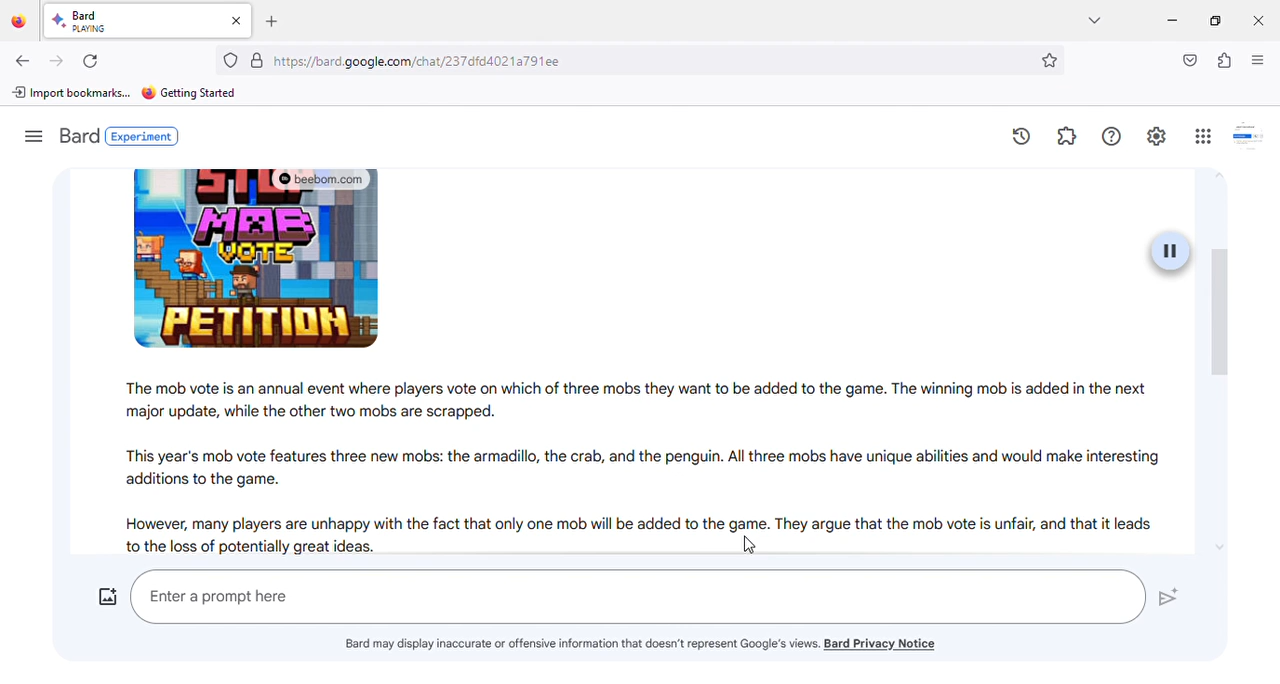 Bard
PLAYING
https://bard.google.com/chat/237dfd4021a791ee
Import bookmarks...
Getting Started
Bard Experiment
beebom.com
STOP
MOB
VOTE
PETITION
The mob vote is an annual event where players vote on which of three mobs they want to be added to the game. The winning mob is added in the next
major update, while the other two mobs are scrapped.
This year's mob vote features three new mobs: the armadillo, the crab, and the penguin. All three mobs have unique abilities and would make interesting
additions to the game.
However, many players are unhappy with the fact that only one mob will be added to the game. They argue that the mob vote is unfair, and that it leads
to the loss of potentially great ideas.
Enter a prompt here
Bard may display inaccurate or offensive information that doesn't represent Google's views. Bard Privacy Notice